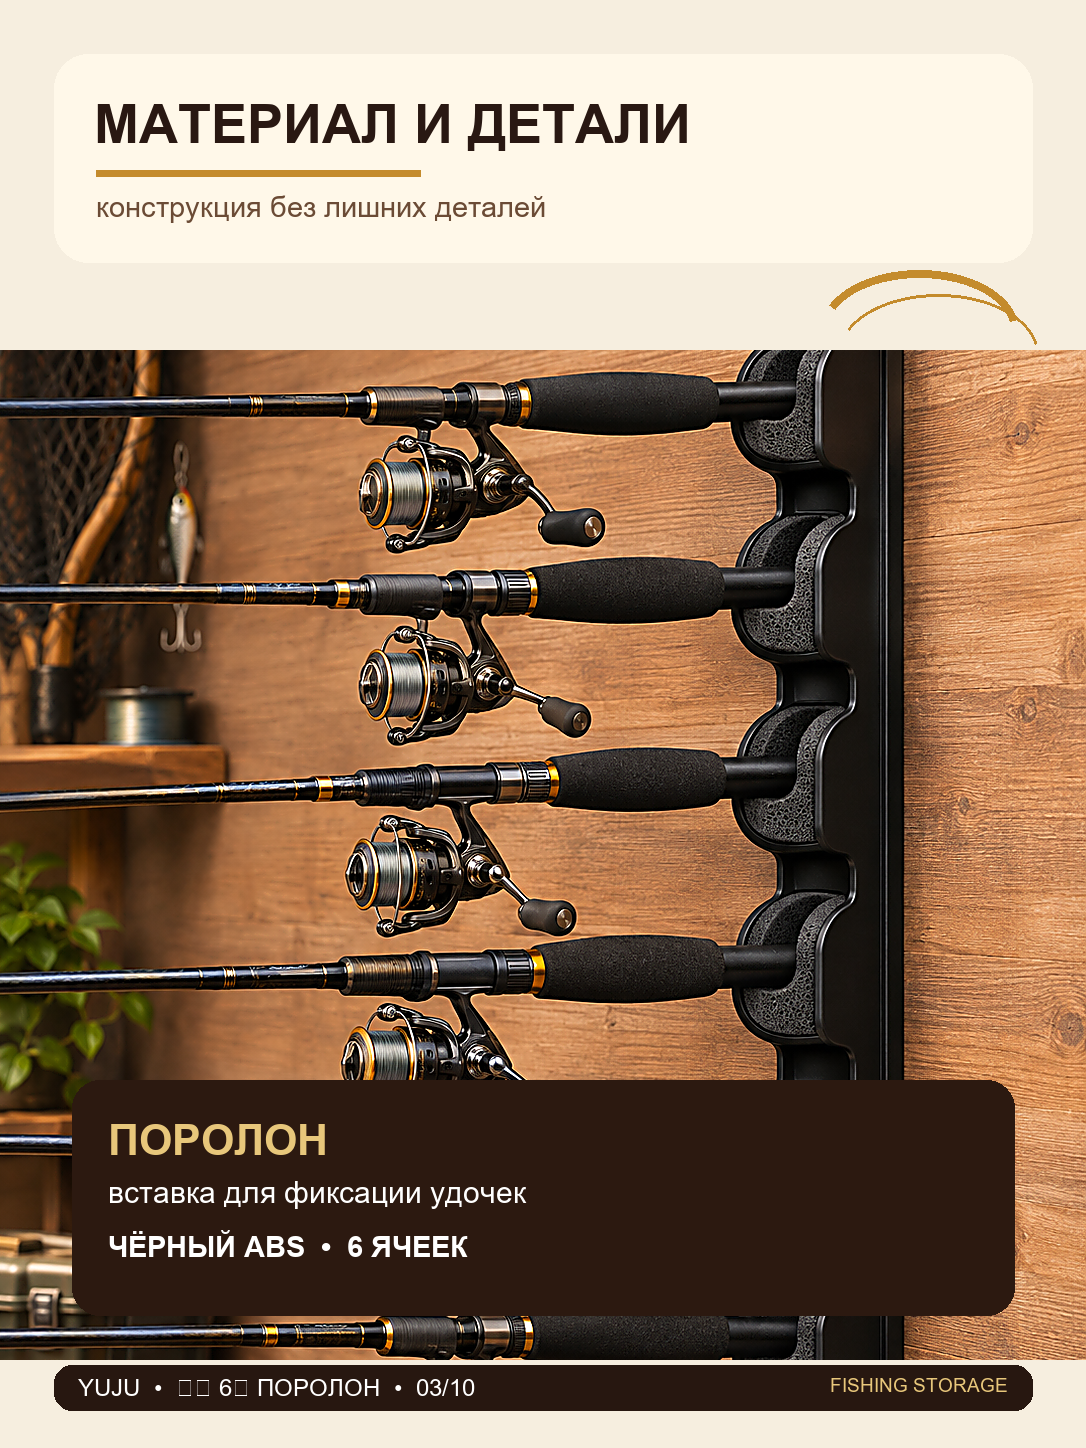 МАТЕРИАЛ И ДЕТАЛИ
конструкция без лишних деталей
ПОРОЛОН
вставка для фиксации удочек
ЧЁРНЫЙ ABS • 6 ЯЧЕЕК
YUJU • □□ 6□ ПОРОЛОН • 03/10
FISHING STORAGE